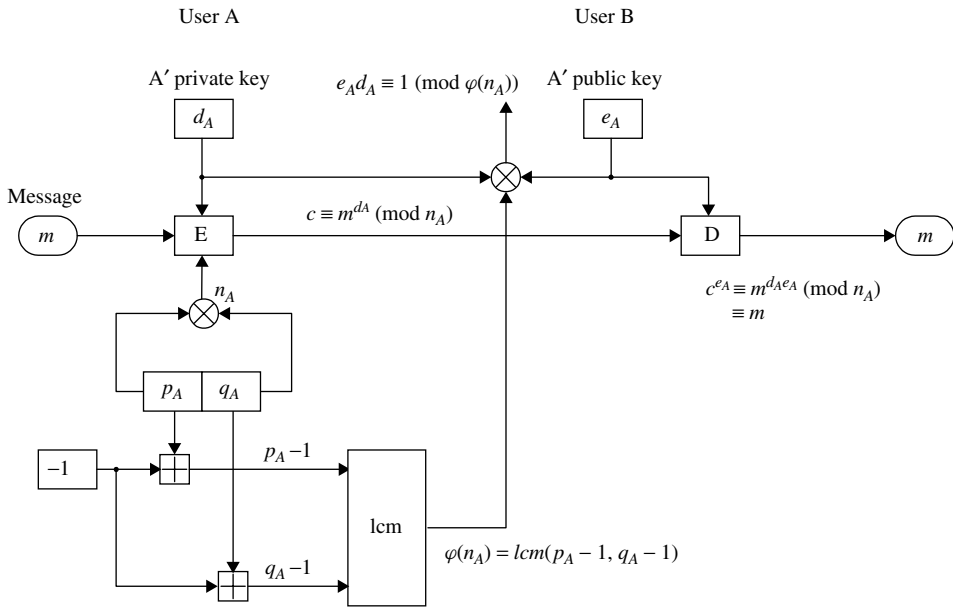 User A
User B
A′ private key
e_A d_A ≡ 1 (mod φ(n_A))
A′ public key
d_A
e_A
Message
m
E
c ≡ m^{dA} (mod n_A)
D
m
n_A
c^{e_A} ≡ m^{d_A e_A} (mod n_A)
≡ m
p_A
q_A
−1
p_A −1
lcm
φ(n_A) = lcm(p_A − 1, q_A − 1)
q_A −1